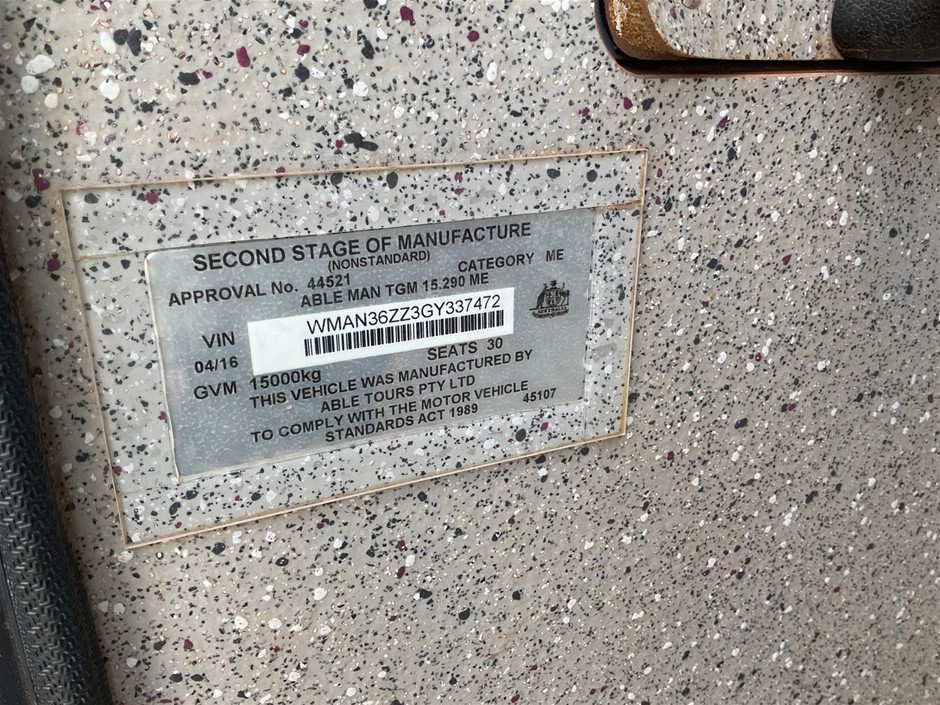 SECOND STAGE OF MANUFACTURE
(NONSTANDARD)
APPROVAL No. 44521 CATEGORY ME
ABLE MAN TGM 15.290 ME
VIN WMAN36ZZ3GY337472
04/16 SEATS 30
GVM 15000kg
THIS VEHICLE WAS MANUFACTURED BY
ABLE TOURS PTY LTD
TO COMPLY WITH THE MOTOR VEHICLE
STANDARDS ACT 1989 45107
AUSTRALIA